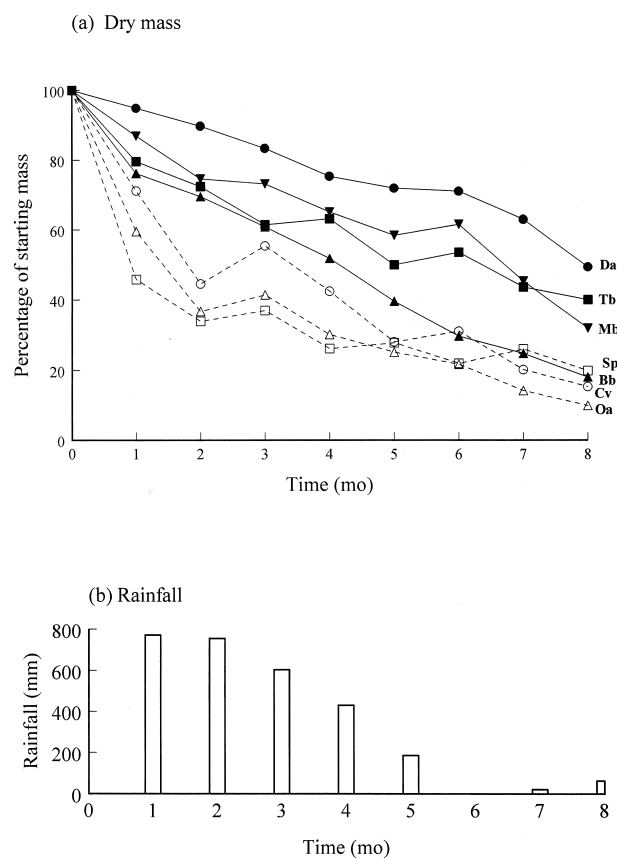 (a) Dry mass
100
80
60
40
20
0
Percentage of starting mass
0 1 2 3 4 5 6 7 8
Time (mo)
Da
Tb
Mb
Sp
Bb
Cv
Oa
(b) Rainfall
800
600
400
200
0
Rainfall (mm)
0 1 2 3 4 5 6 7 8
Time (mo)